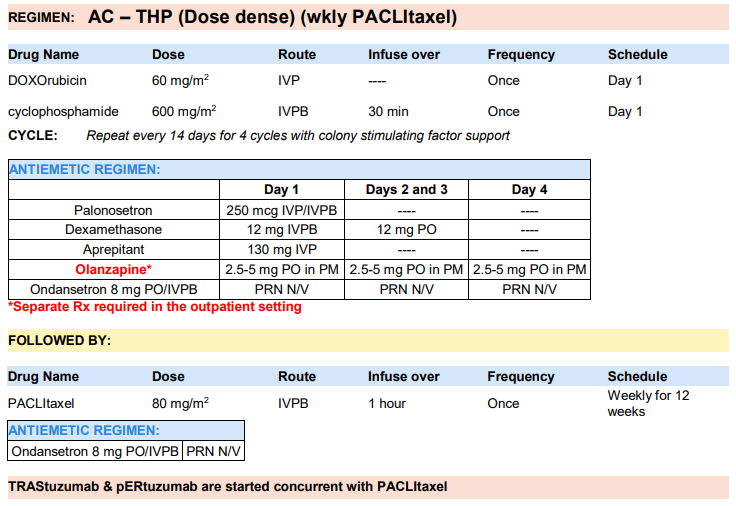 REGIMEN: AC – THP (Dose dense) (wkly PACLItaxel)
Drug Name Dose Route Infuse over Frequency Schedule
DOXOrubicin 60 mg/m² IVP ---- Once Day 1
cyclophosphamide 600 mg/m² IVPB 30 min Once Day 1
CYCLE: Repeat every 14 days for 4 cycles with colony stimulating factor support
ANTIEMETIC REGIMEN:
Day 1 Days 2 and 3 Day 4
Palonosetron 250 mcg IVP/IVPB ---- ----
Dexamethasone 12 mg IVPB 12 mg PO ----
Aprepitant 130 mg IVP ---- ----
Olanzapine* 2.5-5 mg PO in PM 2.5-5 mg PO in PM 2.5-5 mg PO in PM
Ondansetron 8 mg PO/IVPB PRN N/V PRN N/V PRN N/V
*Separate Rx required in the outpatient setting
FOLLOWED BY:
Drug Name Dose Route Infuse over Frequency Schedule
PACLItaxel 80 mg/m² IVPB 1 hour Once Weekly for 12
weeks
ANTIEMETIC REGIMEN:
Ondansetron 8 mg PO/IVPB PRN N/V
TRAStuzumab & pERtuzumab are started concurrent with PACLItaxel